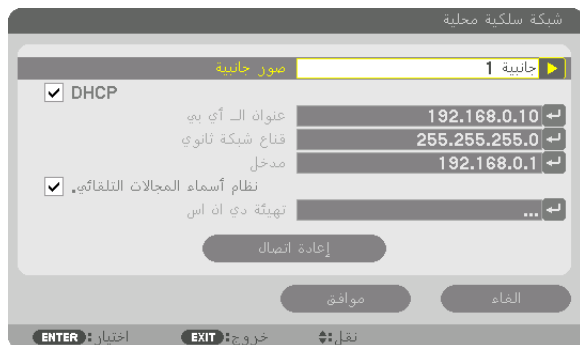 شبكة سلكية محلية
صور جانبية جانبية 1
DHCP
عنوان الـ آي بي 192.168.0.10
قناع شبكة ثانوي 255.255.255.0
مدخل 192.168.0.1
نظام أسماء المجالات التلقائي.
تهيئة دي ان اس ...
إعادة اتصال
موافق الغاء
ENTER: اختيار EXIT: خروج نقل: